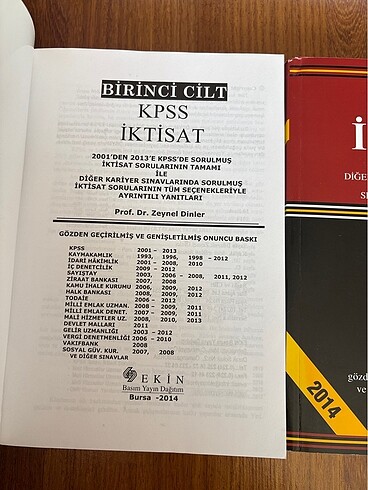 BİRİNCİ CİLT
KPSS
İKTİSAT
2001'DEN 2013'E KPSS'DE SORULMUŞ
İKTİSAT SORULARININ TAMAMI
İLE
DİĞER KARİYER SINAVLARINDA SORULMUŞ
İKTİSAT SORULARININ TÜM SEÇENEKLERİYLE
AYRINTILI YANITLARI
Prof. Dr. Zeynel Dinler
GÖZDEN GEÇİRİLMİŞ VE GENİŞLETİLMİŞ ONUNCU BASKI
KPSS 2001 – 2013
KAYMAKAMLIK 1993, 1996, 1998 – 2012
İDARİ HÂKİMLİK 2001 – 2008, 2010
İÇ DENETCİLİK 2009 – 2012
SAYIŞTAY 2003, 2006 – 2008, 2011, 2012
ZİRAAT BANKASI 2007, 2008
KAMU İHALE KURUMU 2006, 2009, 2012
HALK BANKASI 2008, 2009, 2012
TODAİE 2006 – 2012
MİLLİ EMLAK UZMAN. 2008 – 2009, 2011
MİLLİ EMLAK DENET. 2007 – 2009, 2011
MALİ HİZMETLER UZ. 2008, 2010, 2013
DEVLET MALLARI 2011
GELİR UZMANLIĞI 2003 – 2012
VERGİ DENETMENLİĞİ 2006 – 2010
VAKIFBANK 2008
SOSYAL GÜV. KUR. 2007, 2008
VE DİĞER SINAVLAR
EKİN
Basım Yayın Dağıtım
Bursa -2014
İ
DİĞE
S
2014
gözd
ve